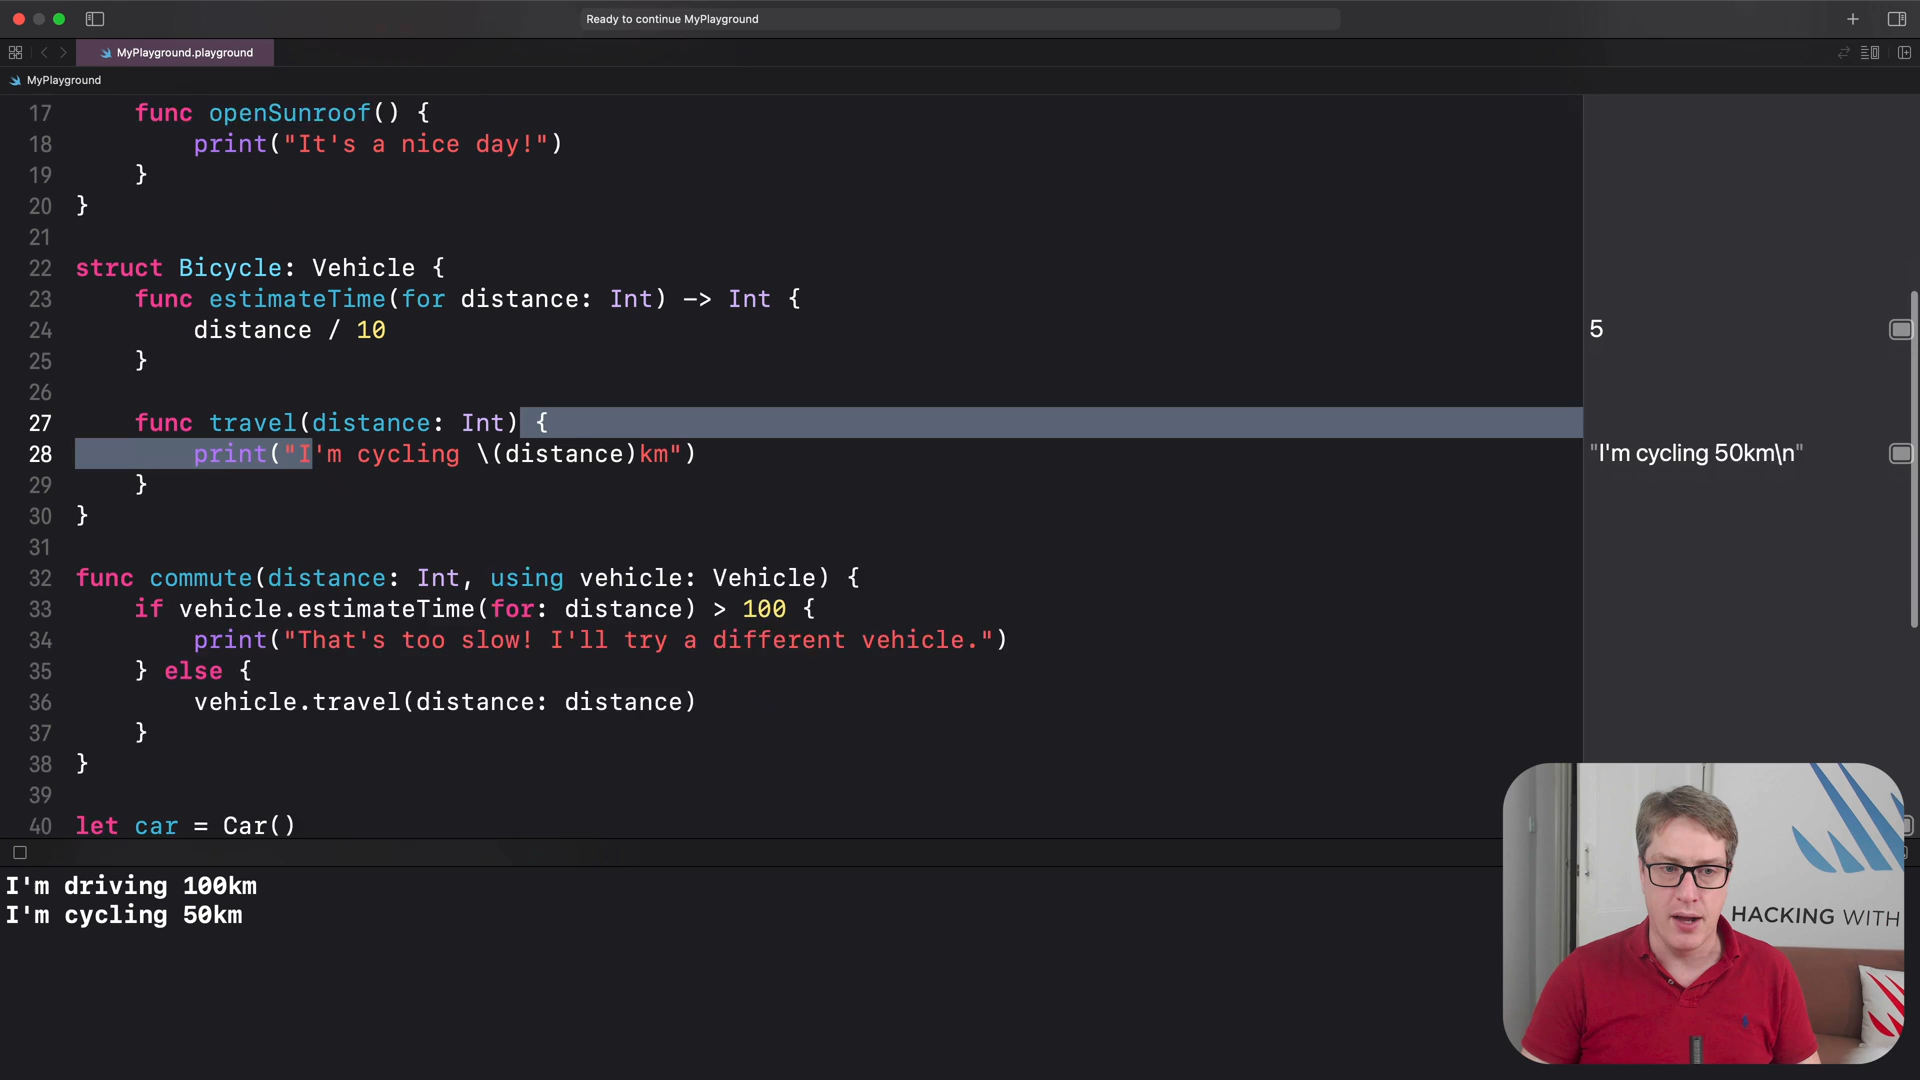 Ready to continue MyPlayground
MyPlayground.playground
MyPlayground
17 func openSunroof() {
18 print("It's a nice day!")
19 }
20 }
21
22 struct Bicycle: Vehicle {
23 func estimateTime(for distance: Int) -> Int {
24 distance / 10
5
25 }
26
27 func travel(distance: Int) {
28 print("I'm cycling \(distance)km")
"I'm cycling 50km\n"
29 }
30 }
31
32 func commute(distance: Int, using vehicle: Vehicle) {
33 if vehicle.estimateTime(for: distance) > 100 {
34 print("That's too slow! I'll try a different vehicle.")
35 } else {
36 vehicle.travel(distance: distance)
37 }
38 }
39
40 let car = Car()
I'm driving 100km
I'm cycling 50km
HACKING WITH